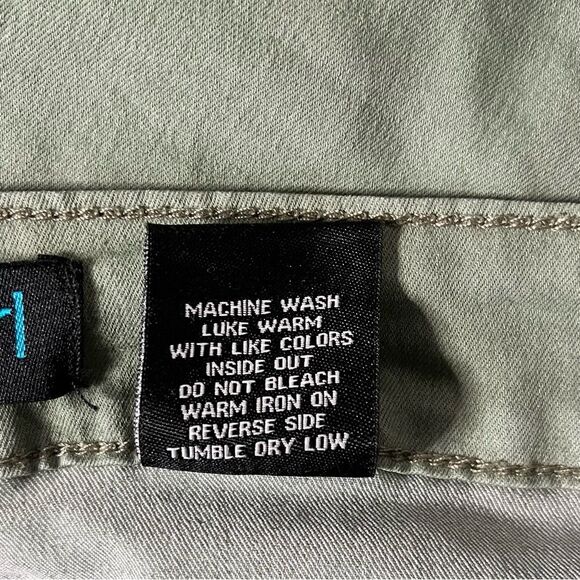 MACHINE WASH
LUKE WARM
WITH LIKE COLORS
INSIDE OUT
DO NOT BLEACH
WARM IRON ON
REVERSE SIDE
TUMBLE DRY LOW